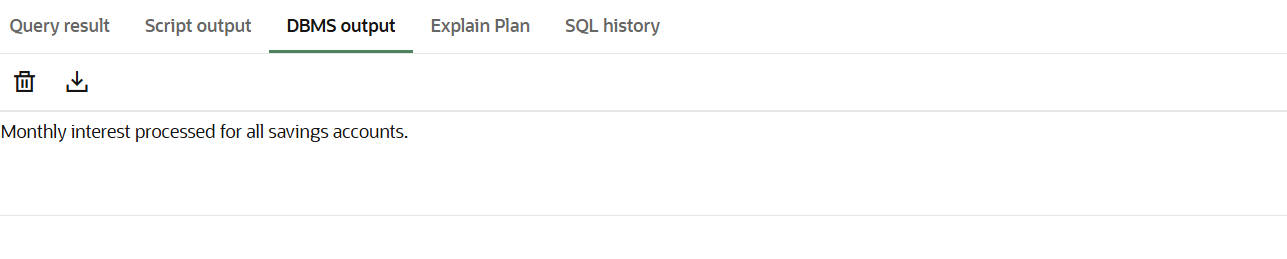 Query result Script output DBMS output Explain Plan SQL history
Monthly interest processed for all savings accounts.